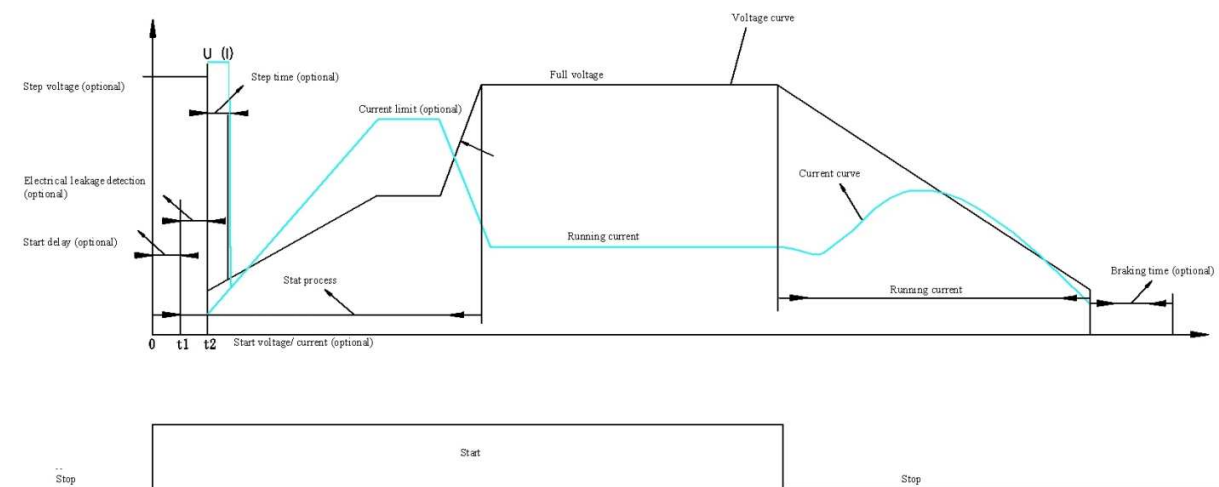 Voltage curve
U (I)
Step voltage (optional)
Step time (optional)
Full voltage
Current limit (optional)
Electrical leakage detection
(optional)
Current curve
Start delay (optional)
Running current
Stat process
Braking time (optional)
Running current
0 t1 t2 Start voltage/ current (optional)
Start
Stop
Stop